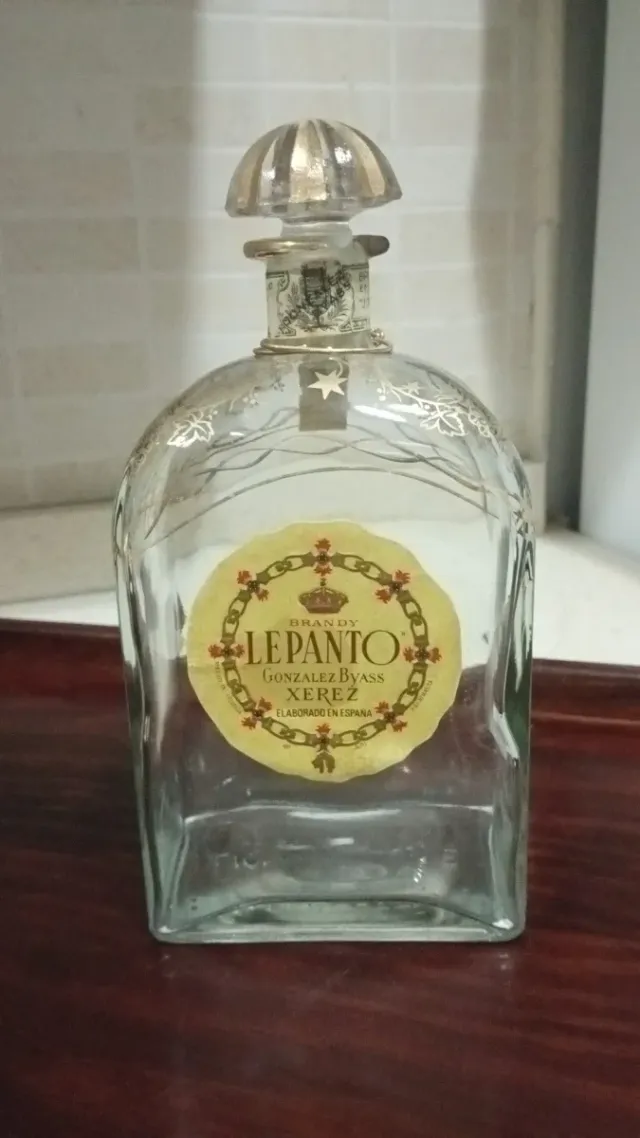 BRANDY
LEPANTO
GONZALEZ BYASS
XEREZ
ELABORADO EN ESPAÑA